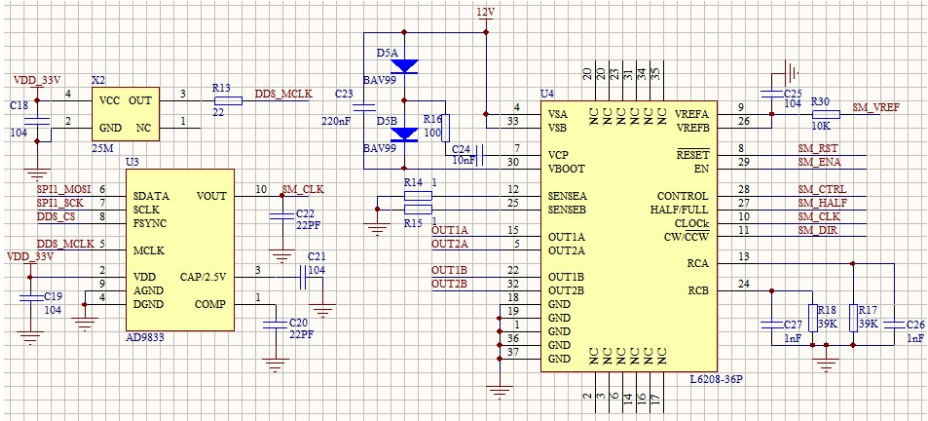 12V
VDD_33V
X2
4 VCC OUT 3
R13
22
DDS_MCLK
C18
104
2 GND NC 1
25M
D5A
BAV99
C23
220nF
D5B
BAV99
R16
100
C24
10nF
R14 1
R15 1
U4
20 20 23 31 34 35
NC NC NC NC NC NC
4 VSA
33 VSB
7 VCP
30 VBOOT
12 SENSEA
25 SENSEB
OUT1A 15 OUT1A
OUT2A 5 OUT2A
OUT1B 22 OUT1B
OUT2B 32 OUT2B
18 GND
19 GND
1 GND
36 GND
37 GND
VREFA 9
VREFB 26
C25
104
R30
10K
SM_VREF
RESET 8 SM_RST
EN 29 SM_ENA
CONTROL 28 SM_CTRL
HALF/FULL 27 SM_HALF
CLOCk 10 SM_CLK
CW/CCW 11 SM_DIR
RCA 13
RCB 24
C27
1nF
R18
39K
R17
39K
C26
1nF
NC NC NC NC NC NC
2 3 6 14 16 17
L6208-36P
U3
SPI1_MOSI 6 SDATA
SPI1_SCK 7 SCLK
DDS_CS 8 FSYNC
DDS_MCLK 5 MCLK
VDD_33V
2 VDD
9 AGND
4 DGND
C19
104
VOUT 10 SM_CLK
C22
22PF
CAP/2.5V 3
C21
104
COMP 1
C20
22PF
AD9833